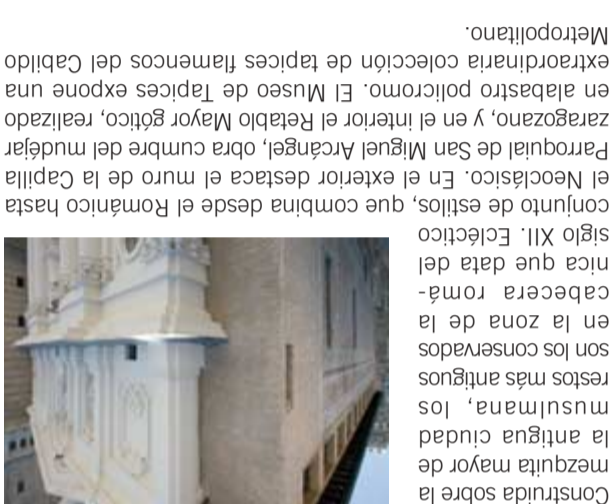 Construida sobre la
mezquita mayor de
la antigua ciudad
musulmana, los
restos más antiguos
son los conservados
en la zona de la
cabecera romá-
nica que data del
siglo XII. Ecléctico
conjunto de estilos, que combina desde el Románico hasta
el Neoclásico. En el exterior destaca el muro de la Capilla
Parroquial de San Miguel Arcángel, obra cumbre del mudéjar
zaragozano, y en el interior el Retablo Mayor gótico, realizado
en alabastro policromo. El Museo de Tapices expone una
extraordinaria colección de tapices flamencos del Cabildo
Metropolitano.